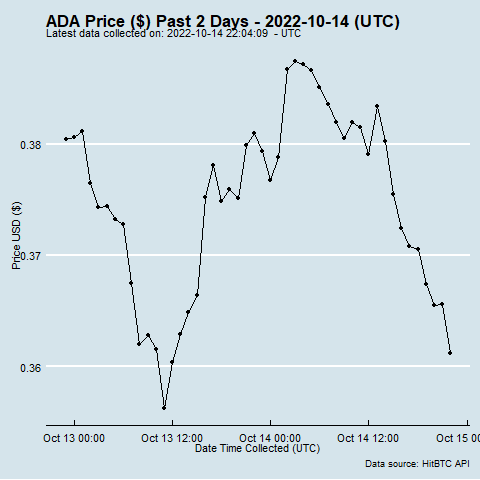 ADA Price ($) Past 2 Days - 2022-10-14 (UTC)
Latest data collected on: 2022-10-14 22:04:09  - UTC
0.38
0.37
0.36
Price USD ($)
Oct 13 00:00
Oct 13 12:00
Oct 14 00:00
Oct 14 12:00
Oct 15 00
Date Time Collected (UTC)
Data source: HitBTC API